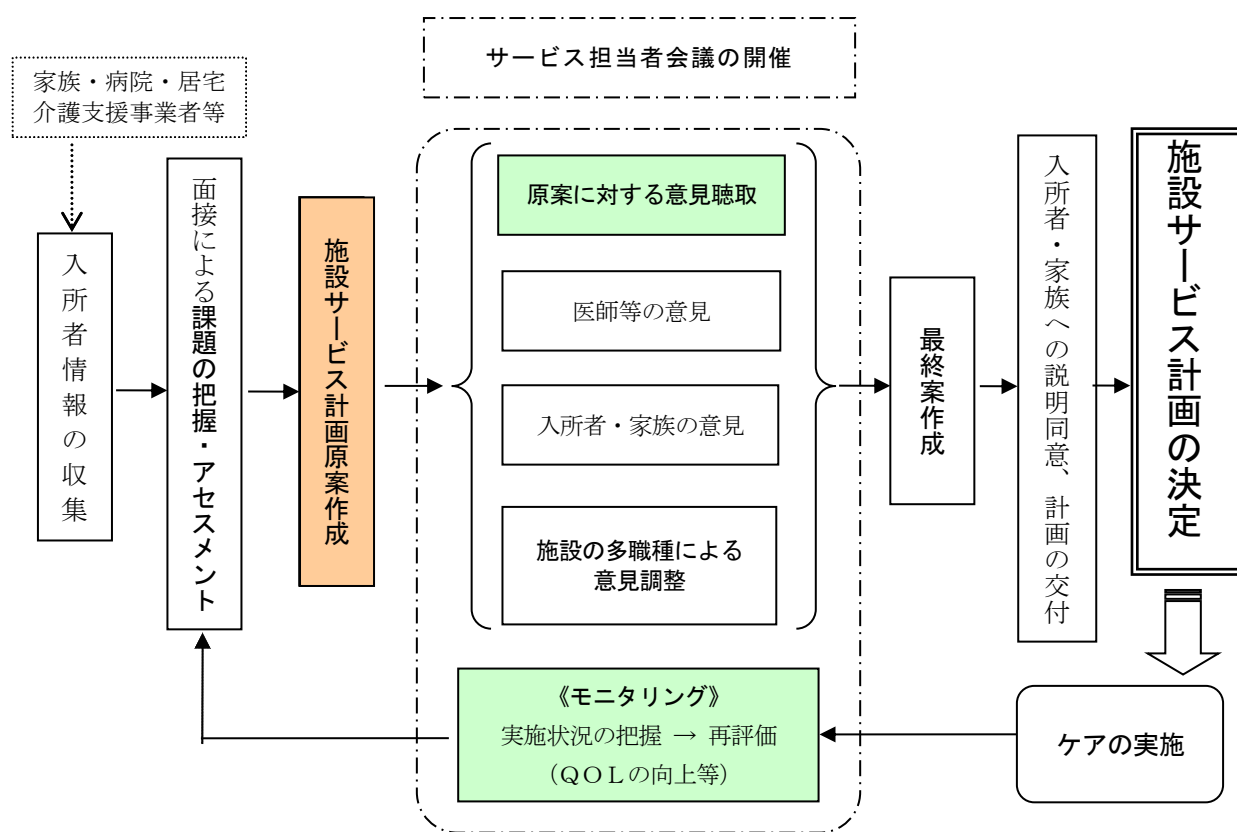 サービス担当者会議の開催
家族・病院・居宅
介護支援事業者等
入所者情報の収集
面接による課題の把握・アセスメント
施設サービス計画原案作成
原案に対する意見聴取
医師等の意見
入所者・家族の意見
施設の多職種による
意見調整
最終案作成
入所者・家族への説明同意、計画の交付
施設サービス計画の決定
ケアの実施
《モニタリング》
実施状況の把握 → 再評価
（ＱＯＬの向上等）